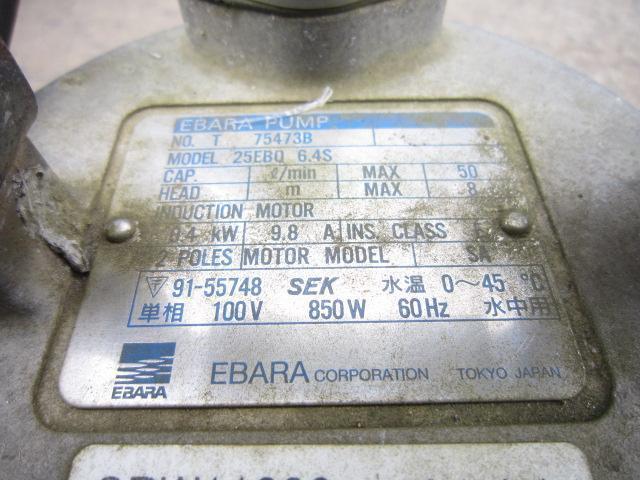 EBARA PUMP
NO. T 75473B
MODEL 25EBQ 6.4S
CAP. ℓ/min MAX 50
HEAD m MAX 8
INDUCTION MOTOR
0.4 kW 9.8 A INS. CLASS E
2 POLES MOTOR MODEL SA
91-55748 SEK 水温 0～45 ℃
単相 100V 850W 60Hz 水中用
EBARA
EBARA CORPORATION TOKYO JAPAN